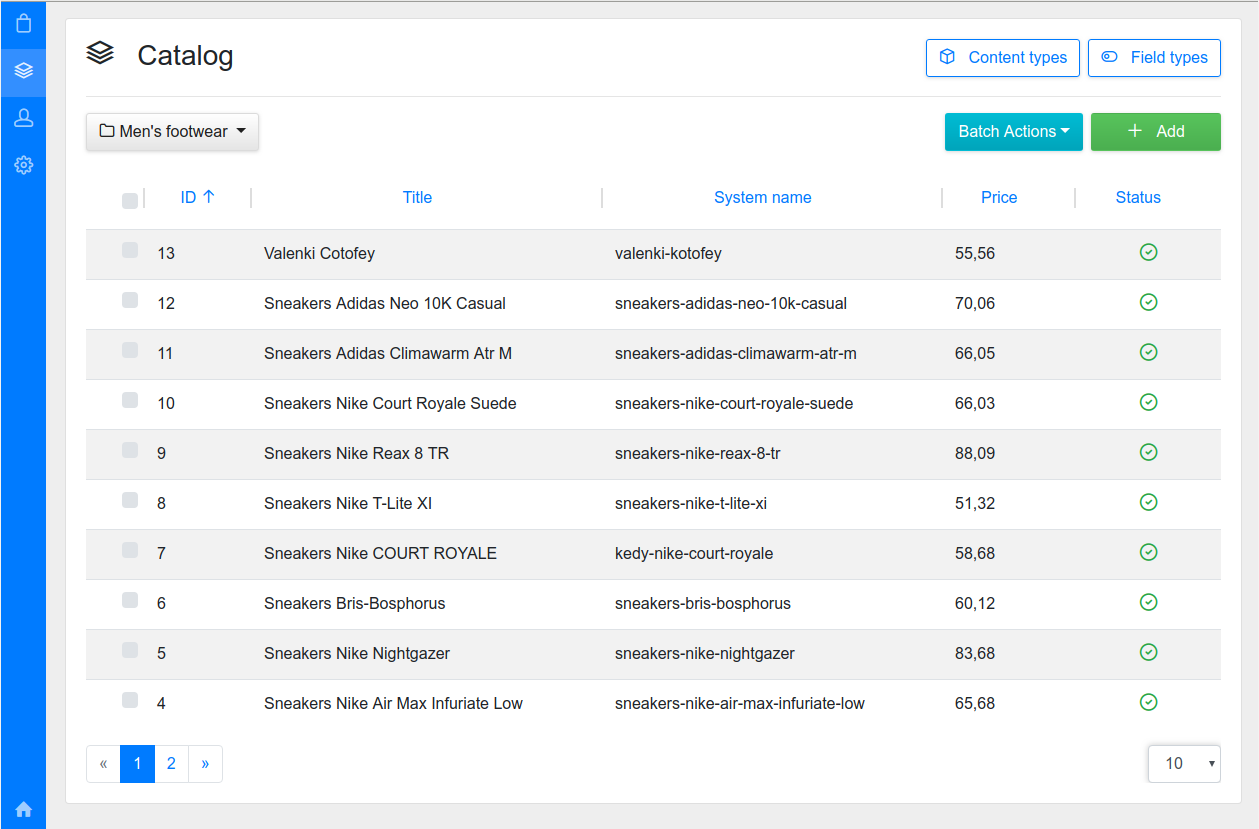 Catalog
Content types
Field types
Men's footwear
Batch Actions
Add
ID Title System name Price Status
13 Valenki Cotofey valenki-kotofey 55,56
12 Sneakers Adidas Neo 10K Casual sneakers-adidas-neo-10k-casual 70,06
11 Sneakers Adidas Climawarm Atr M sneakers-adidas-climawarm-atr-m 66,05
10 Sneakers Nike Court Royale Suede sneakers-nike-court-royale-suede 66,03
9 Sneakers Nike Reax 8 TR sneakers-nike-reax-8-tr 88,09
8 Sneakers Nike T-Lite XI sneakers-nike-t-lite-xi 51,32
7 Sneakers Nike COURT ROYALE kedy-nike-court-royale 58,68
6 Sneakers Bris-Bosphorus sneakers-bris-bosphorus 60,12
5 Sneakers Nike Nightgazer sneakers-nike-nightgazer 83,68
4 Sneakers Nike Air Max Infuriate Low sneakers-nike-air-max-infuriate-low 65,68
« 1 2 » 10